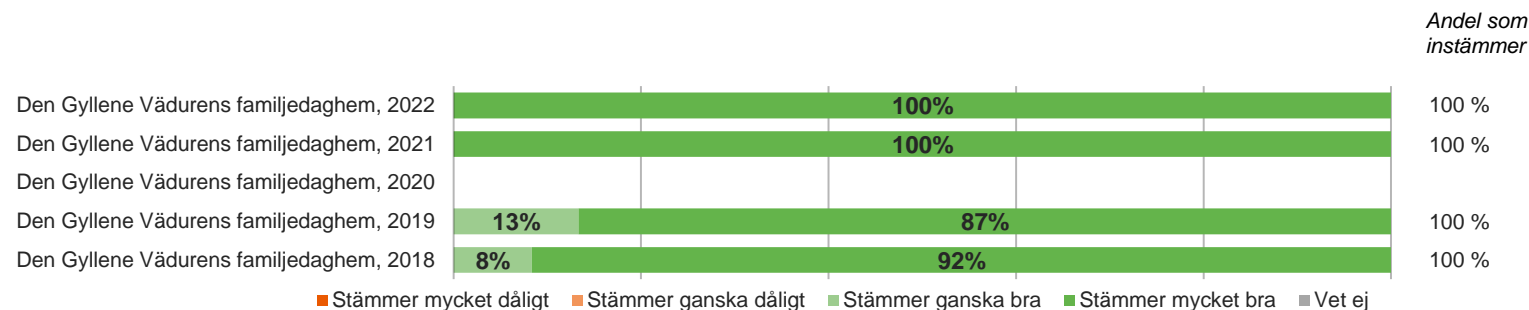 Andel som
instämmer
Den Gyllene Vädurens familjedaghem, 2022 100% 100 %
Den Gyllene Vädurens familjedaghem, 2021 100% 100 %
Den Gyllene Vädurens familjedaghem, 2020
Den Gyllene Vädurens familjedaghem, 2019 13% 87% 100 %
Den Gyllene Vädurens familjedaghem, 2018 8% 92% 100 %
Stämmer mycket dåligt Stämmer ganska dåligt Stämmer ganska bra Stämmer mycket bra Vet ej